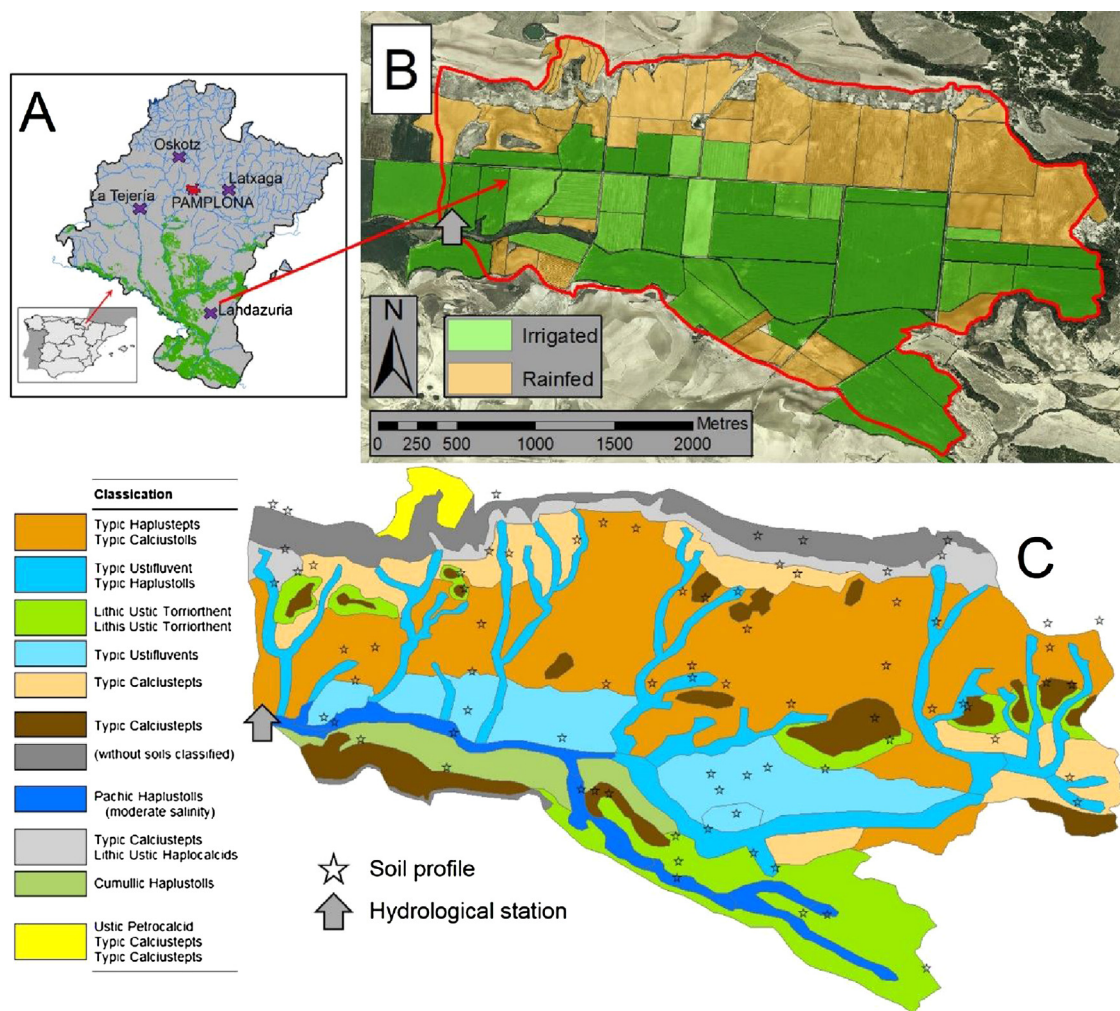 A
Oskotz
Latxaga
La Tejería
PAMPLONA
Landazuria
B
N
Irrigated
Rainfed
Metres
0 250 500 1000 1500 2000
C
Classication
Typic Haplustepts
Typic Calciustolls
Typic Ustifluvent
Typic Haplustolls
Lithic Ustic Torriorthent
Lithis Ustic Torriorthent
Typic Ustifluvents
Typic Calciustepts
Typic Calciustepts
(without soils classified)
Pachic Haplustolls
(moderate salinity)
Typic Calciustepts
Lithic Ustic Haplocalcids
Cumullic Haplustolls
Ustic Petrocalcid
Typic Calciustepts
Typic Calciustepts
Soil profile
Hydrological station